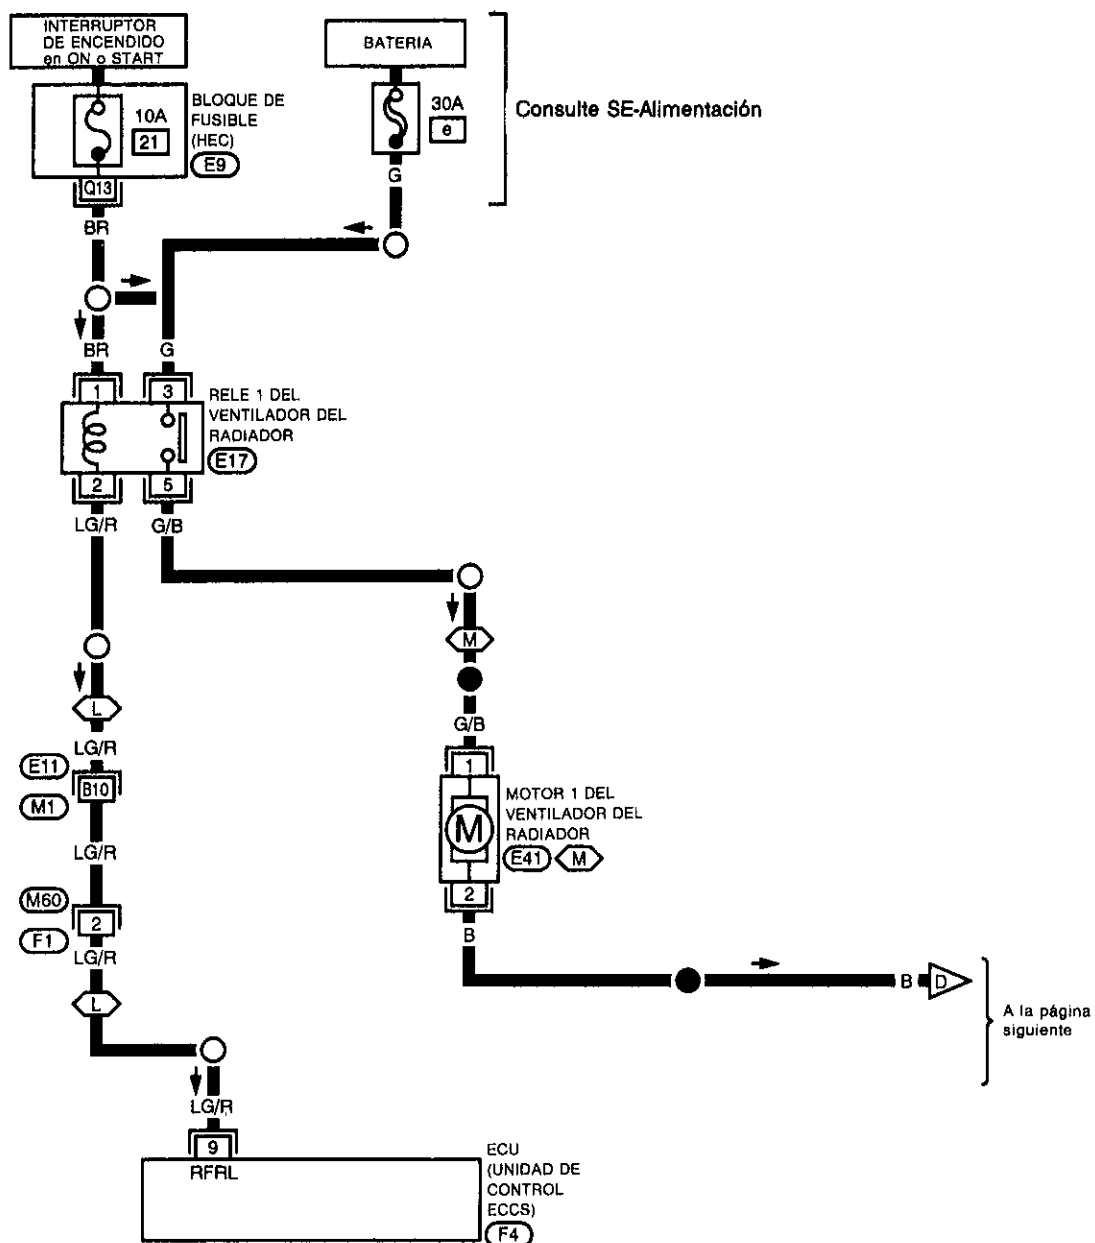 INTERRUPTOR
DE ENCENDIDO
en ON o START
BATERIA
10A
21
BLOQUE DE
FUSIBLE
(HEC)
E9
30A
e
Consulte SE-Alimentación
Q13
G
BR
BR
G
1
3
RELE 1 DEL
VENTILADOR DEL
RADIADOR
E17
2
5
LG/R
G/B
M
L
G/B
LG/R
E11
B10
M1
1
MOTOR 1 DEL
VENTILADOR DEL
RADIADOR
M
E41
M
LG/R
2
M60
2
F1
B
LG/R
B
D
L
A la página
siguiente
LG/R
9
RFRL
ECU
(UNIDAD DE
CONTROL
ECCS)
F4